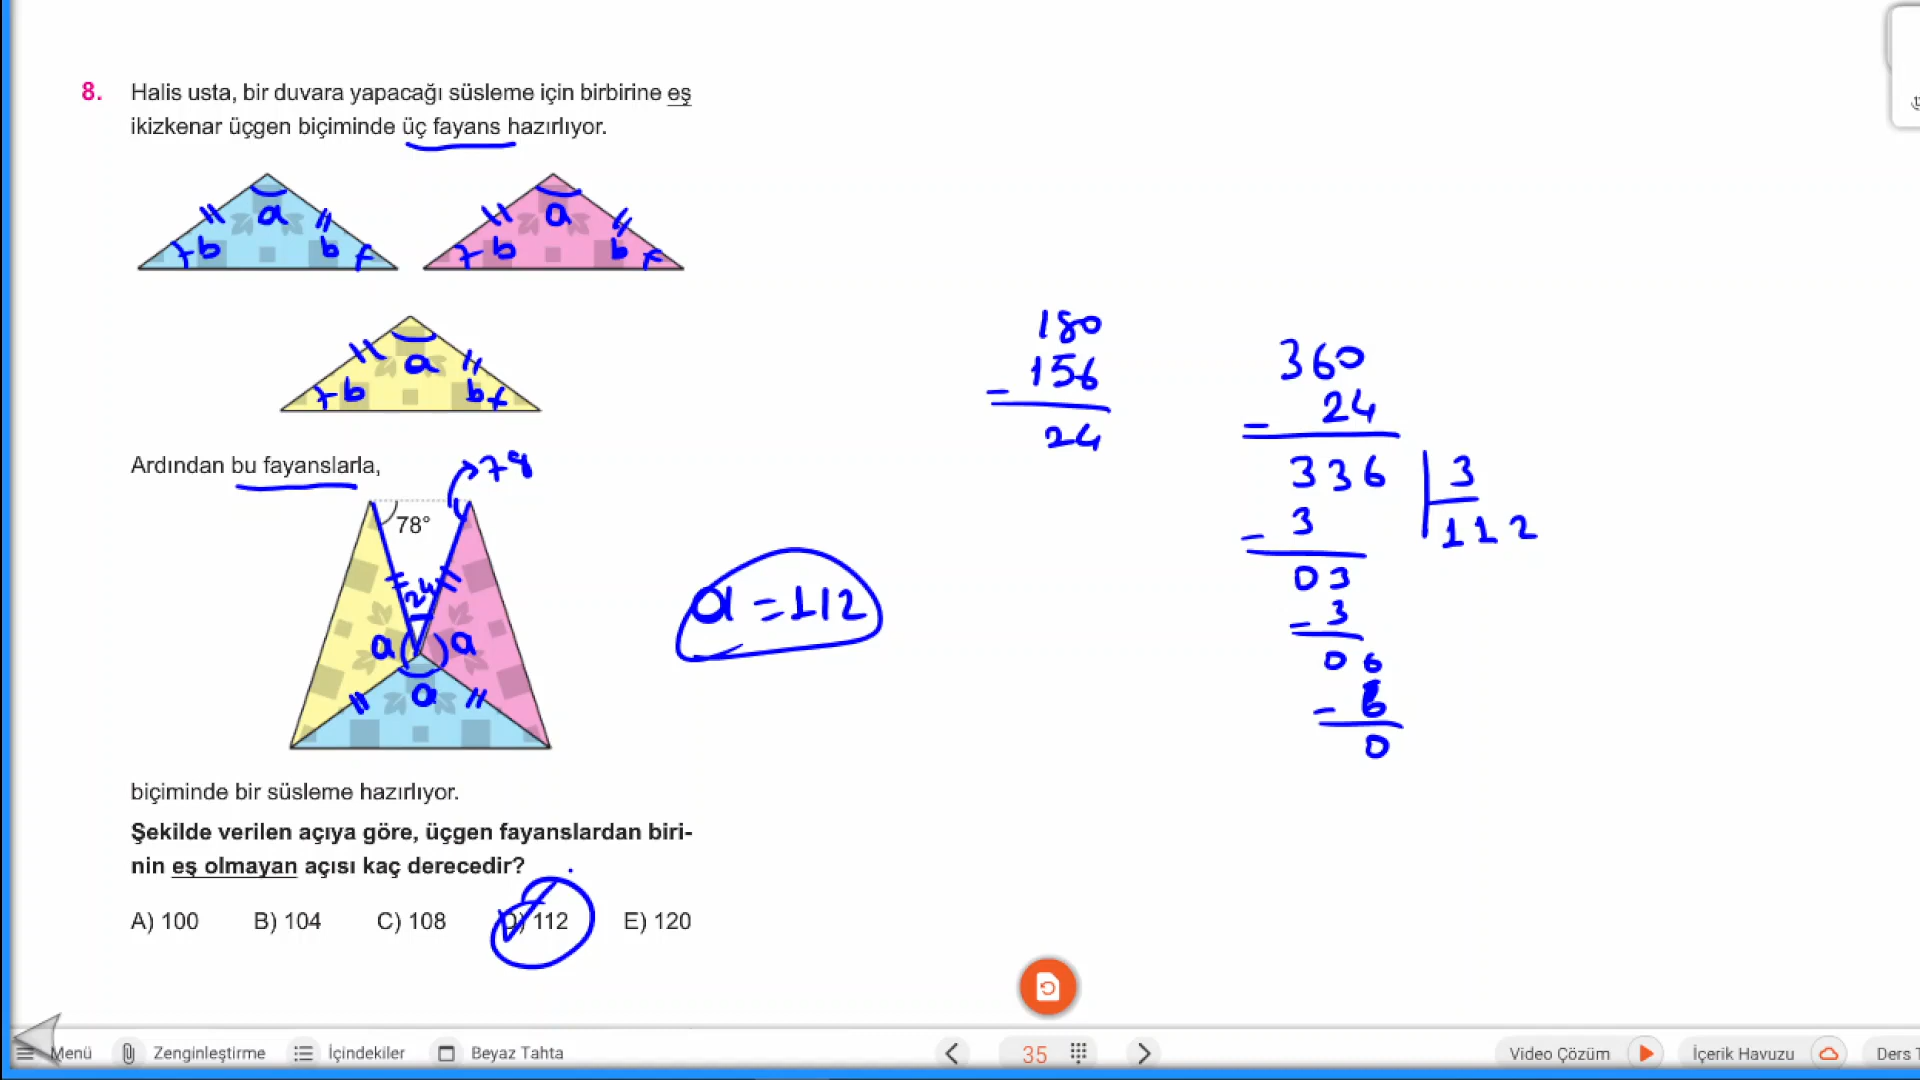 8. Halis usta, bir duvara yapacağı süsleme için birbirine eş
ikizkenar üçgen biçiminde üç fayans hazırlıyor.
a
b b
a
b b
a
b b
Ardından bu fayanslarla,
78
78°
24
a a
a
a = 112
180
156
-
24
360
24
-
336 3
112
- 3
03
- 3
06
- 6
0
biçiminde bir süsleme hazırlıyor.
Şekilde verilen açıya göre, üçgen fayanslardan biri-
nin eş olmayan açısı kaç derecedir?
A) 100 B) 104 C) 108 D) 112 E) 120
Menü Zenginleştirme İçindekiler Beyaz Tahta 35 Video Çözüm İçerik Havuzu Ders